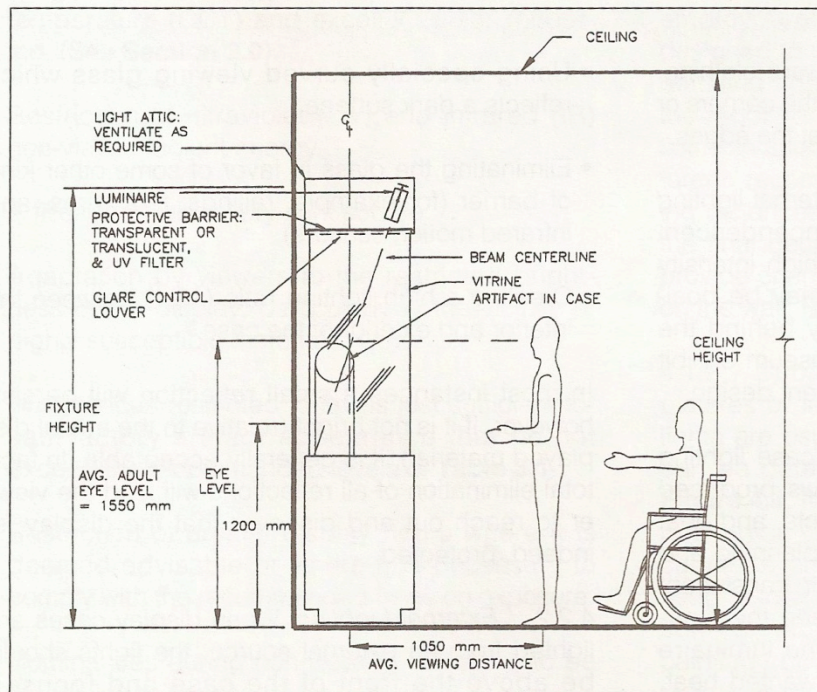 CEILING
℄
LIGHT ATTIC:
VENTILATE AS
REQUIRED
LUMINAIRE
PROTECTIVE BARRIER:
TRANSPARENT OR
TRANSLUCENT,
& UV FILTER
GLARE CONTROL
LOUVER
BEAM CENTERLINE
VITRINE
ARTIFACT IN CASE
CEILING
HEIGHT
FIXTURE
HEIGHT
AVG. ADULT
EYE LEVEL
= 1550 mm
EYE
LEVEL
1200 mm
1050 mm
AVG. VIEWING DISTANCE